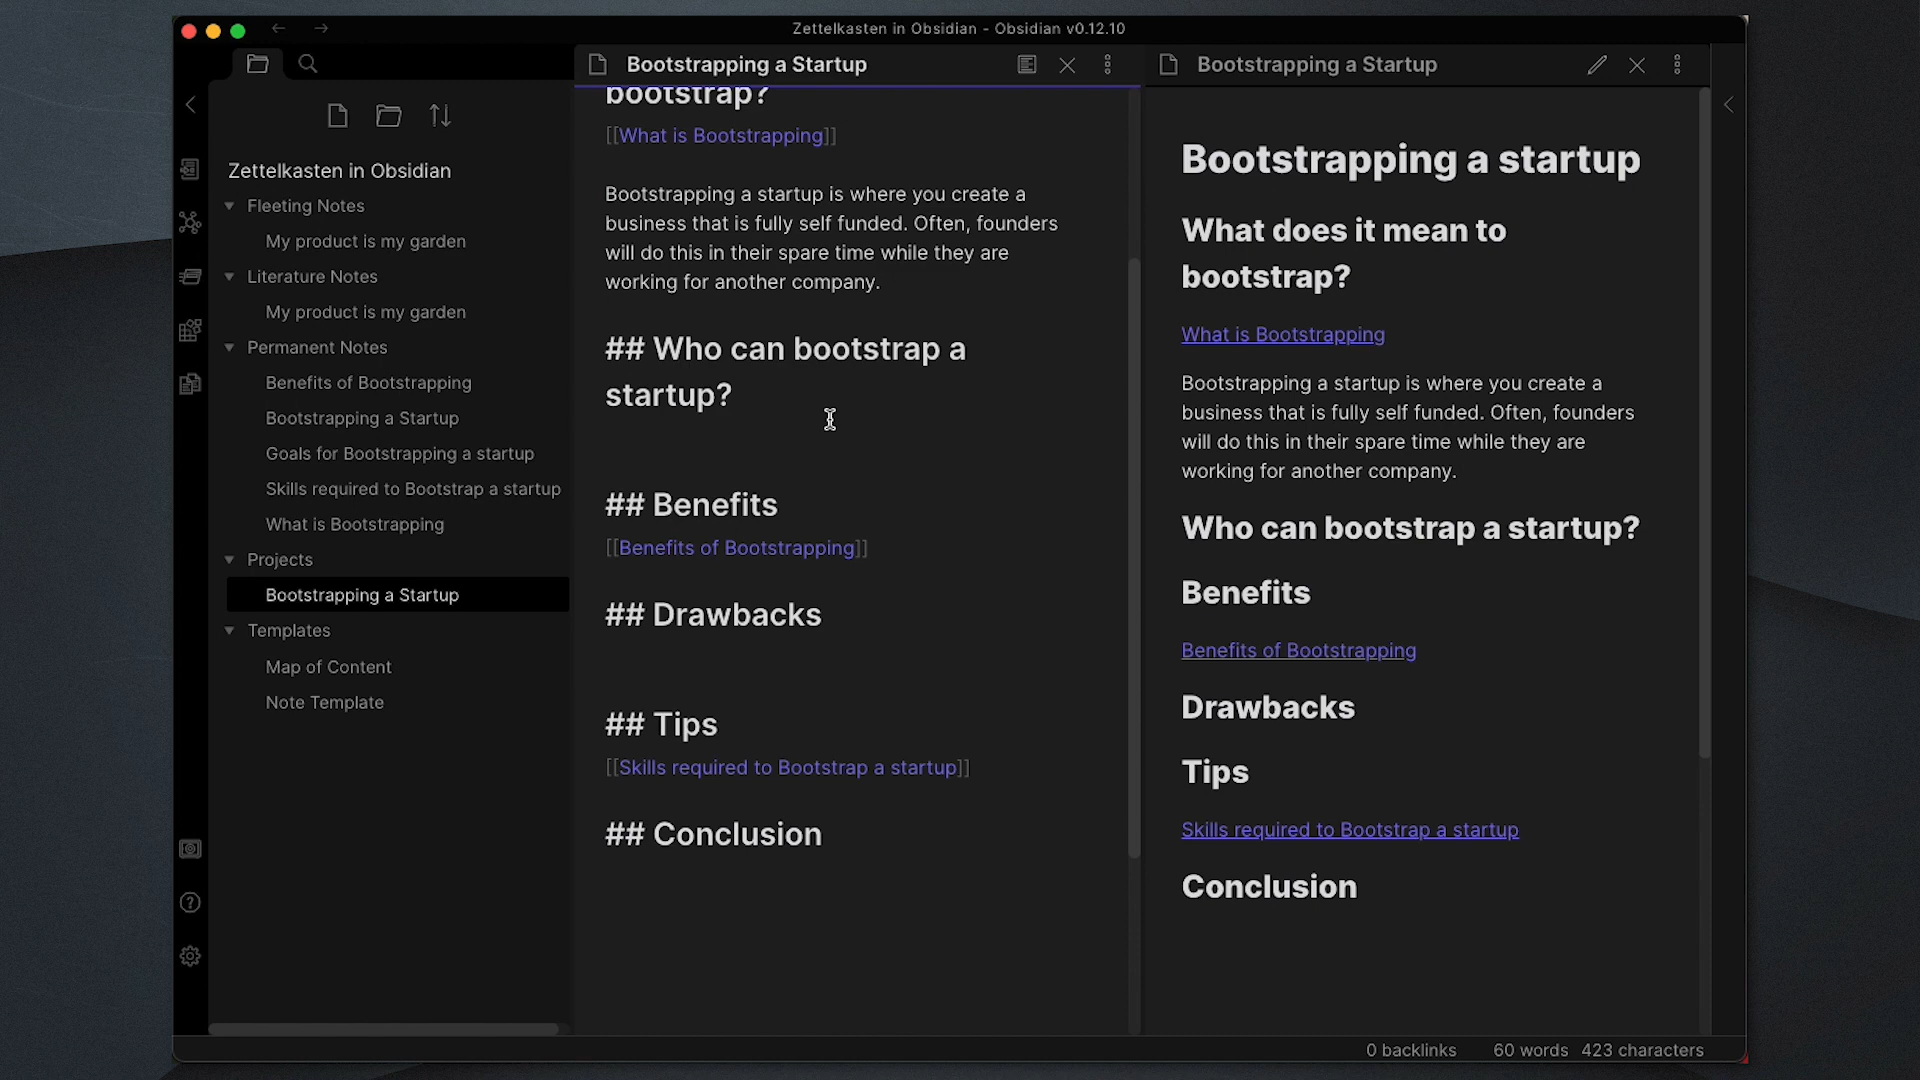 Zettelkasten in Obsidian - Obsidian v0.12.10
Zettelkasten in Obsidian
Fleeting Notes
My product is my garden
Literature Notes
My product is my garden
Permanent Notes
Benefits of Bootstrapping
Bootstrapping a Startup
Goals for Bootstrapping a startup
Skills required to Bootstrap a startup
What is Bootstrapping
Projects
Bootstrapping a Startup
Templates
Map of Content
Note Template
Bootstrapping a Startup
bootstrap?
[[What is Bootstrapping]]
Bootstrapping a startup is where you create a
business that is fully self funded. Often, founders
will do this in their spare time while they are
working for another company.
## Who can bootstrap a
startup?
## Benefits
[[Benefits of Bootstrapping]]
## Drawbacks
## Tips
[[Skills required to Bootstrap a startup]]
## Conclusion
Bootstrapping a Startup
Bootstrapping a startup
What does it mean to
bootstrap?
What is Bootstrapping
Bootstrapping a startup is where you create a
business that is fully self funded. Often, founders
will do this in their spare time while they are
working for another company.
Who can bootstrap a startup?
Benefits
Benefits of Bootstrapping
Drawbacks
Tips
Skills required to Bootstrap a startup
Conclusion
0 backlinks 60 words 423 characters